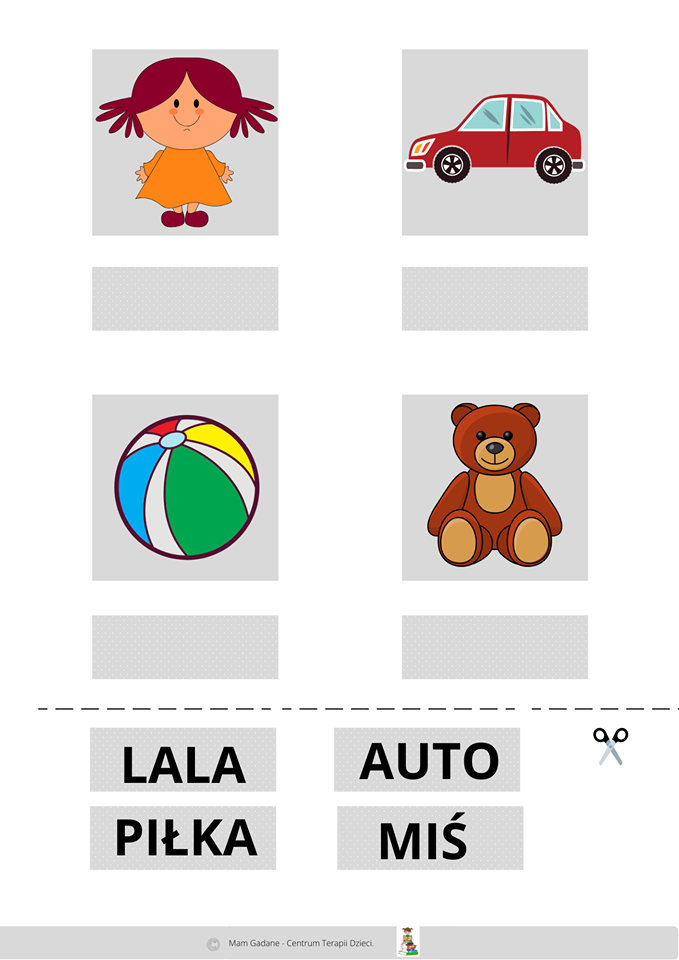 LALA AUTO
PIŁKA MIŚ
Mam Gadane - Centrum Terapii Dzieci.